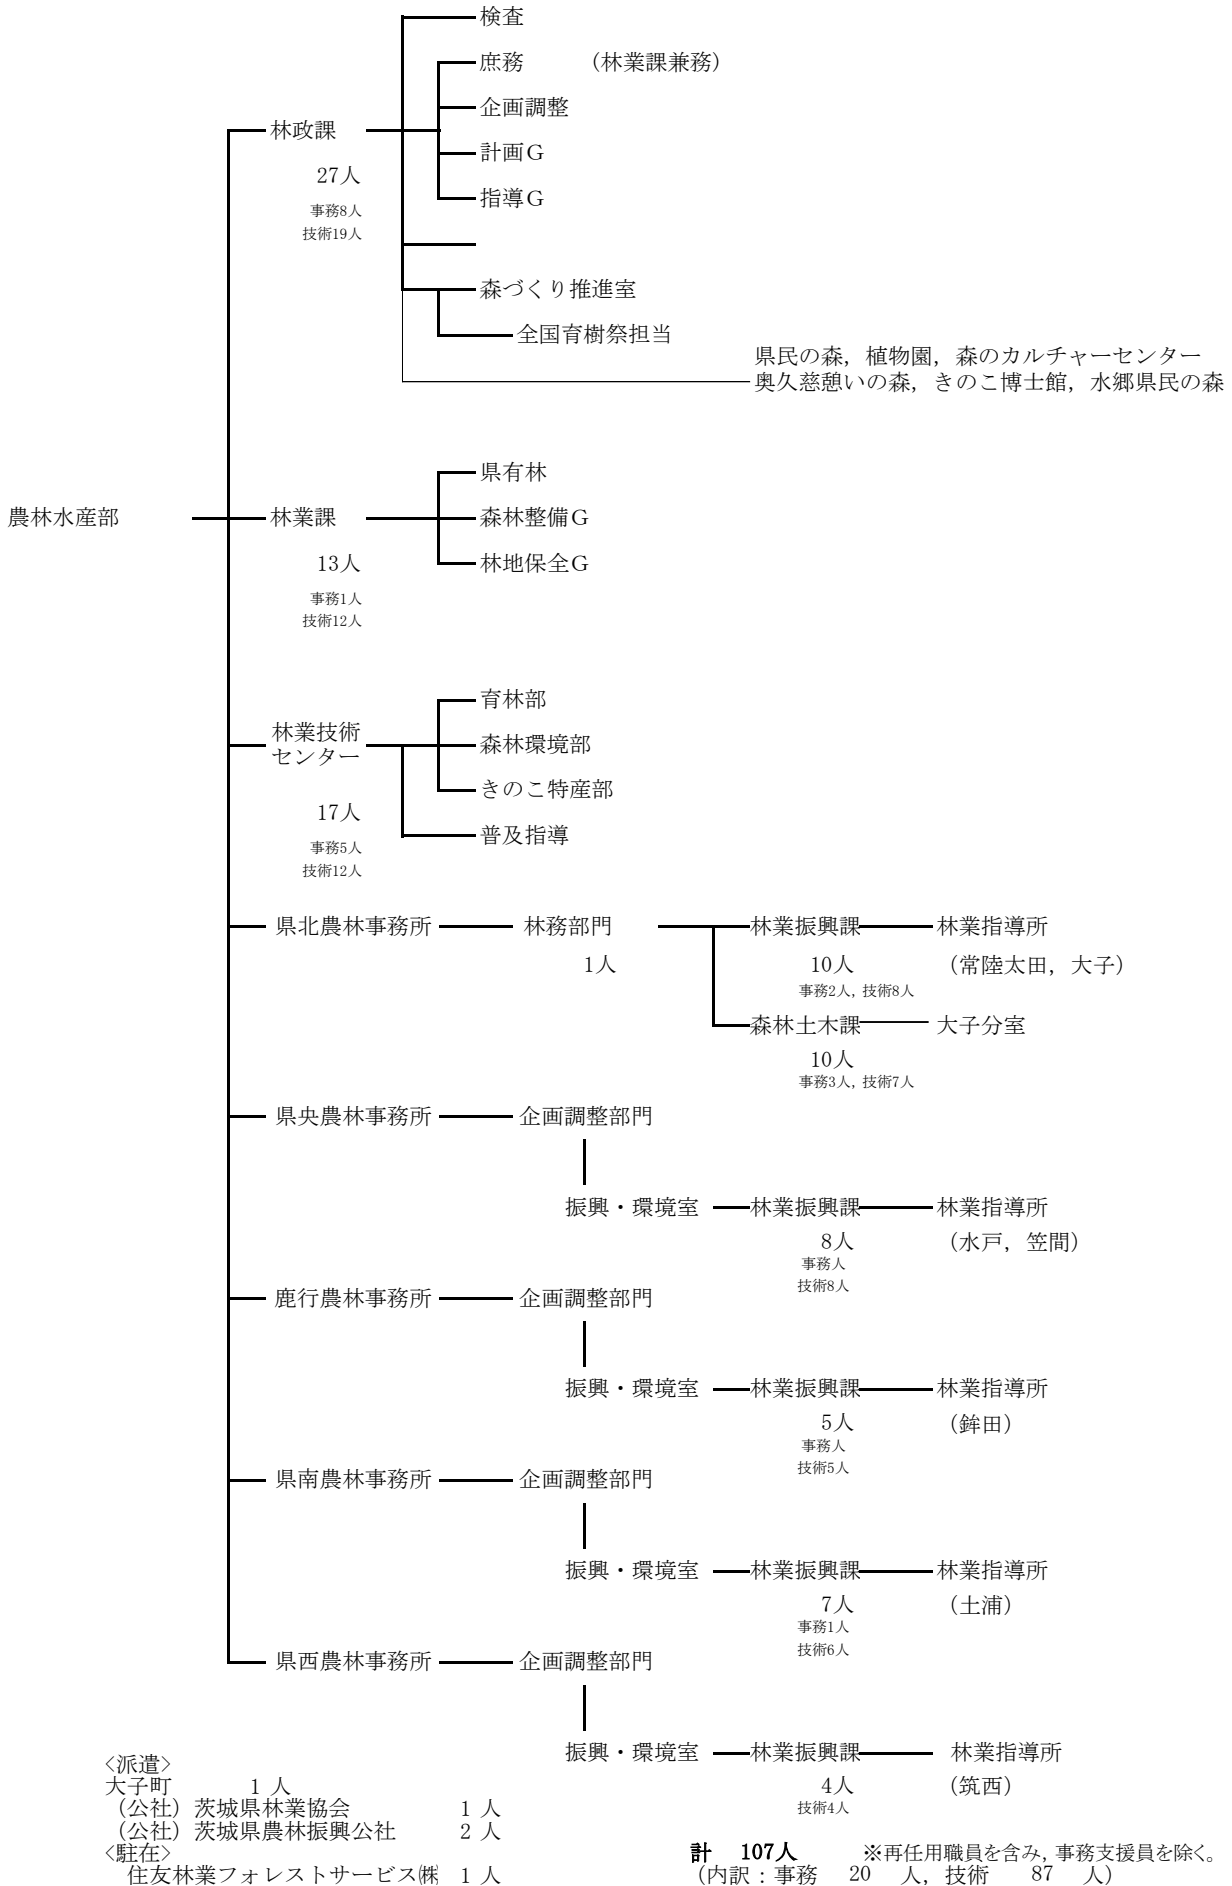 検査
庶務　（林業課兼務）
企画調整
林政課
計画Ｇ
27人
指導Ｇ
事務8人
技術19人
森づくり推進室
全国育樹祭担当
県民の森，植物園，森のカルチャーセンター
奥久慈憩いの森，きのこ博士館，水郷県民の森
県有林
農林水産部
林業課
森林整備Ｇ
13人
林地保全Ｇ
事務1人
技術12人
育林部
林業技術
センター
森林環境部
きのこ特産部
17人
普及指導
事務5人
技術12人
県北農林事務所　林務部門　林業振興課　林業指導所
1人　10人　（常陸太田，大子）
事務2人，技術8人
森林土木課　大子分室
10人
事務3人，技術7人
県央農林事務所　企画調整部門
振興・環境室　林業振興課　林業指導所
8人　（水戸，笠間）
事務人
技術8人
鹿行農林事務所　企画調整部門
振興・環境室　林業振興課　林業指導所
5人　（鉾田）
事務人
技術5人
県南農林事務所　企画調整部門
振興・環境室　林業振興課　林業指導所
7人　（土浦）
事務1人
技術6人
県西農林事務所　企画調整部門
振興・環境室　林業振興課　林業指導所
4人　（筑西）
技術4人
〈派遣〉
大子町　1 人
（公社）茨城県林業協会　1 人
（公社）茨城県農林振興公社　2 人
〈駐在〉
住友林業フォレストサービス㈱　1 人
計　107人　※再任用職員を含み，事務支援員を除く。
（内訳：事務　20　人，技術　87　人）